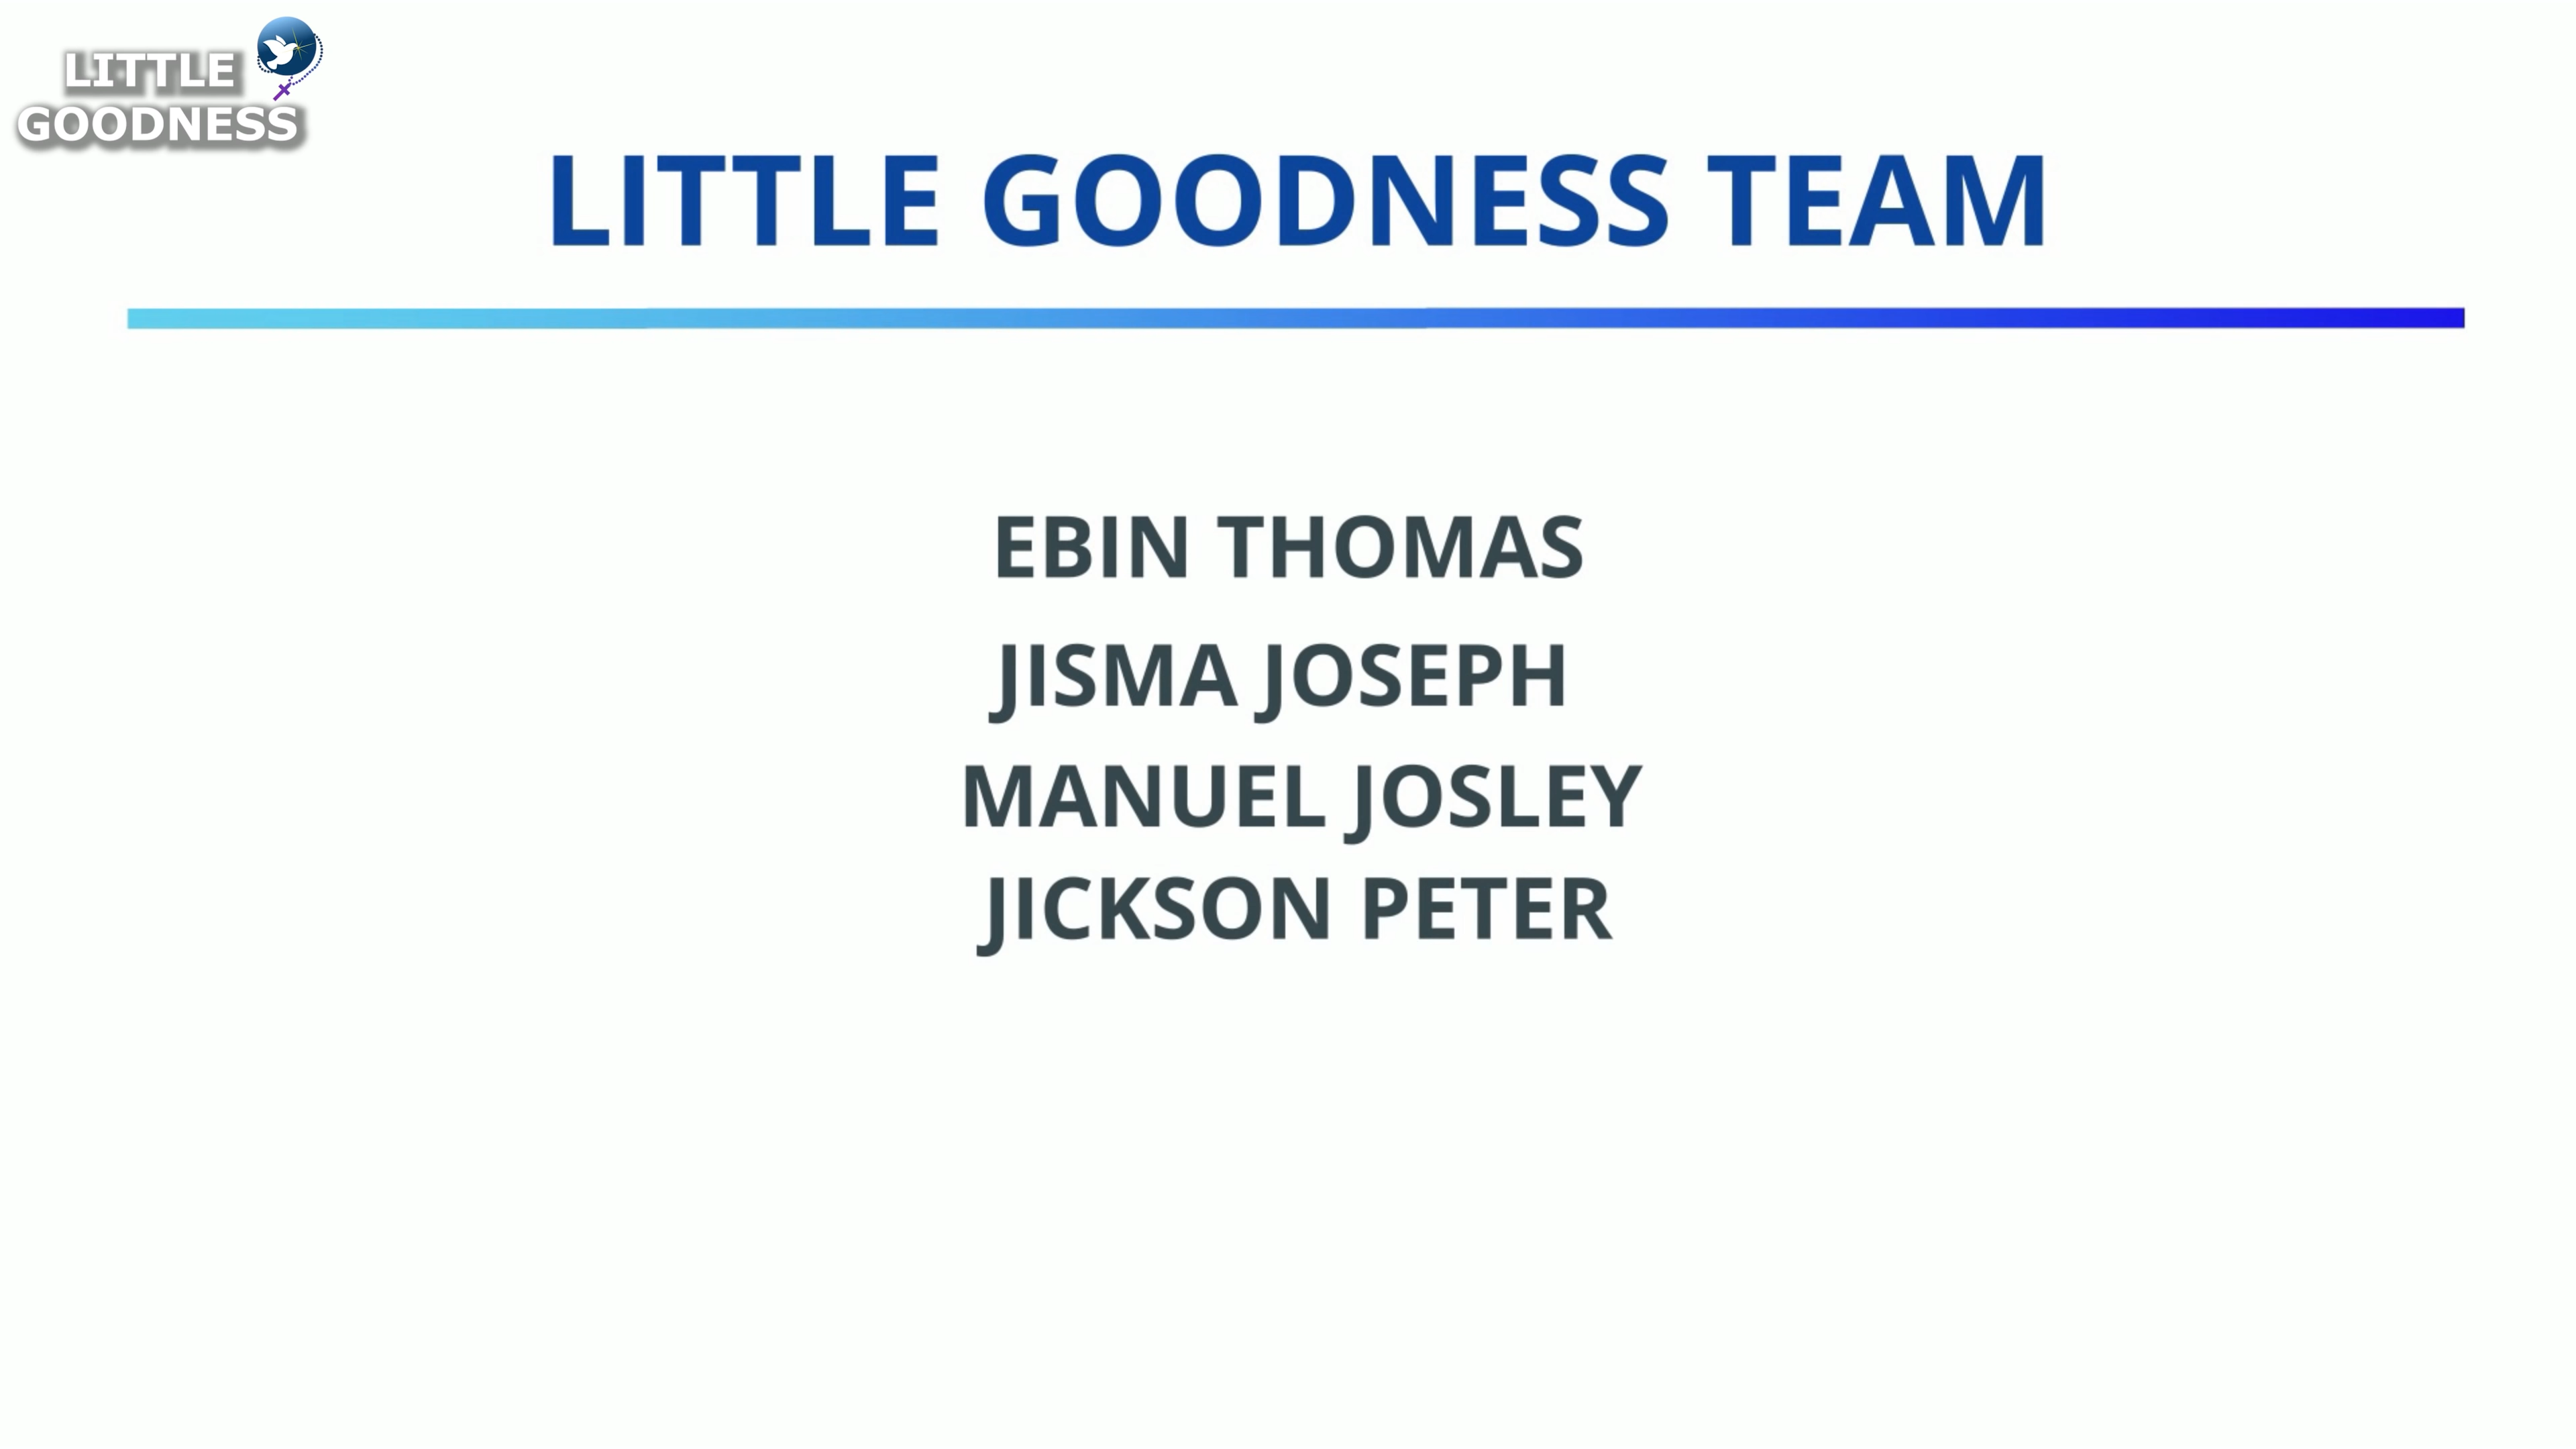 LITTLE
GOODNESS
LITTLE GOODNESS TEAM
EBIN THOMAS
JISMA JOSEPH
MANUEL JOSLEY
JICKSON PETER